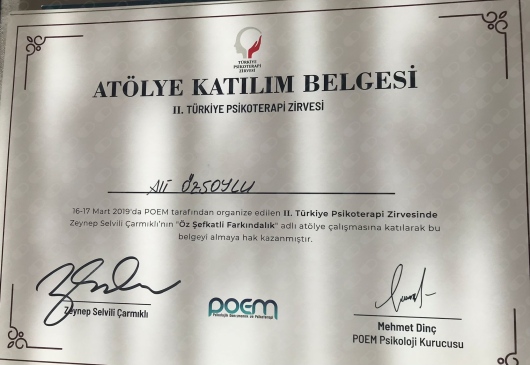 TÜRKİYE
PSİKOTERAPİ
ZİRVESİ
ATÖLYE KATILIM BELGESİ
II. TÜRKİYE PSİKOTERAPİ ZİRVESİ
Ali ÖZSOYLU
16-17 Mart 2019'da POEM tarafından organize edilen II. Türkiye Psikoterapi Zirvesinde
Zeynep Selvili Çarmıklı'nın "Öz Şefkatli Farkındalık" adlı atölye çalışmasına katılarak bu
belgeyi almaya hak kazanmıştır.
Zeynep Selvili Çarmıklı
POEM
Mehmet Dinç
POEM Psikoloji Kurucusu